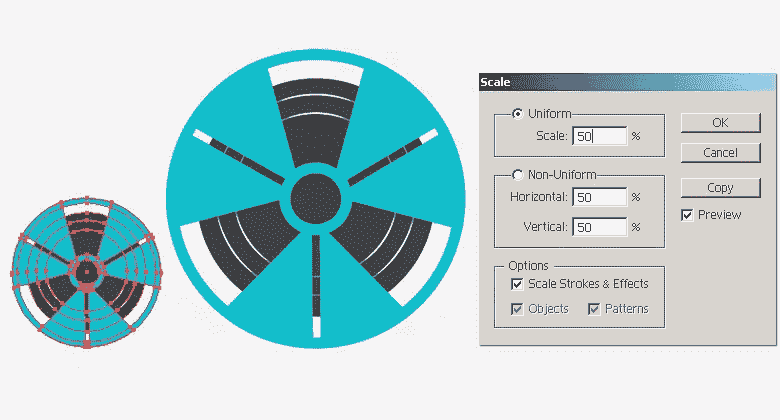 Scale
Uniform
Scale: 50 %
OK
Cancel
Non-Uniform
Horizontal: 50 %
Vertical: 50 %
Copy
Preview
Options
Scale Strokes & Effects
Objects Patterns